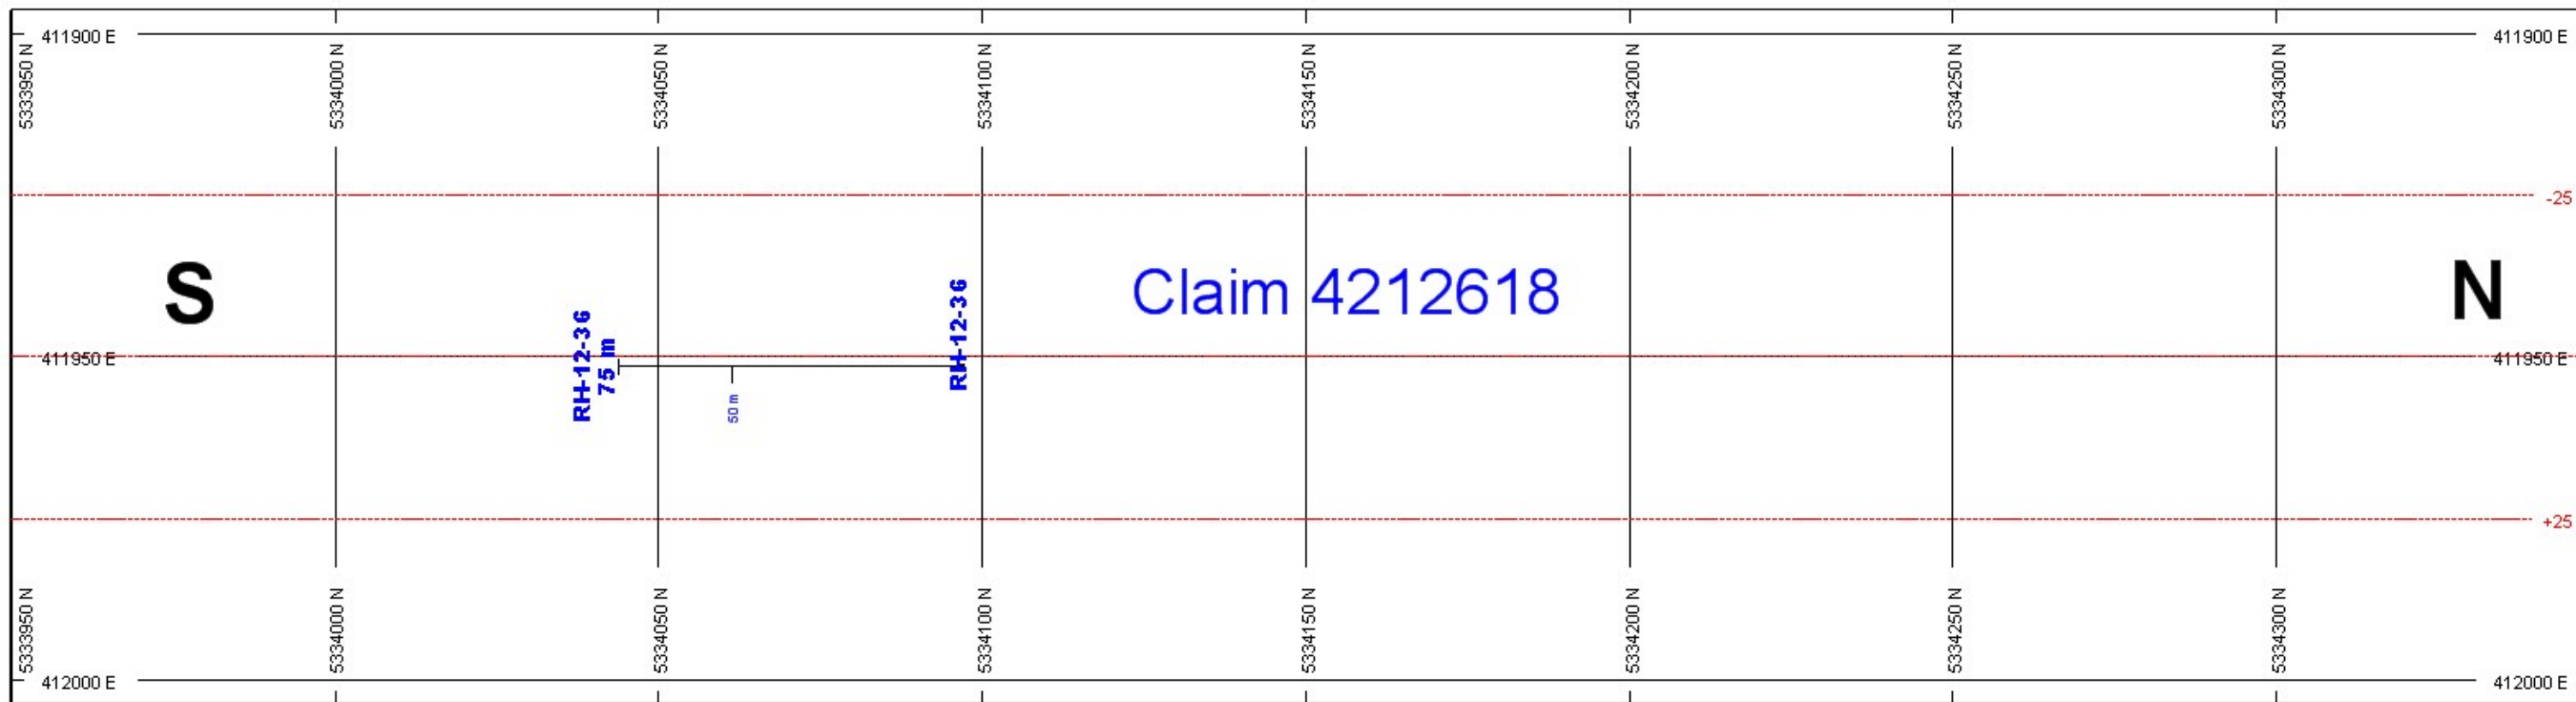 411900 E
411900 E
5333950 N
5334000 N
5334050 N
5334100 N
5334150 N
5334200 N
5334250 N
5334300 N
-25
S
Claim 4212618
N
RH-12-36
75 m
RH-12-36
411950 E
411950 E
50 m
+25
5333950 N
5334000 N
5334050 N
5334100 N
5334150 N
5334200 N
5334250 N
5334300 N
412000 E
412000 E